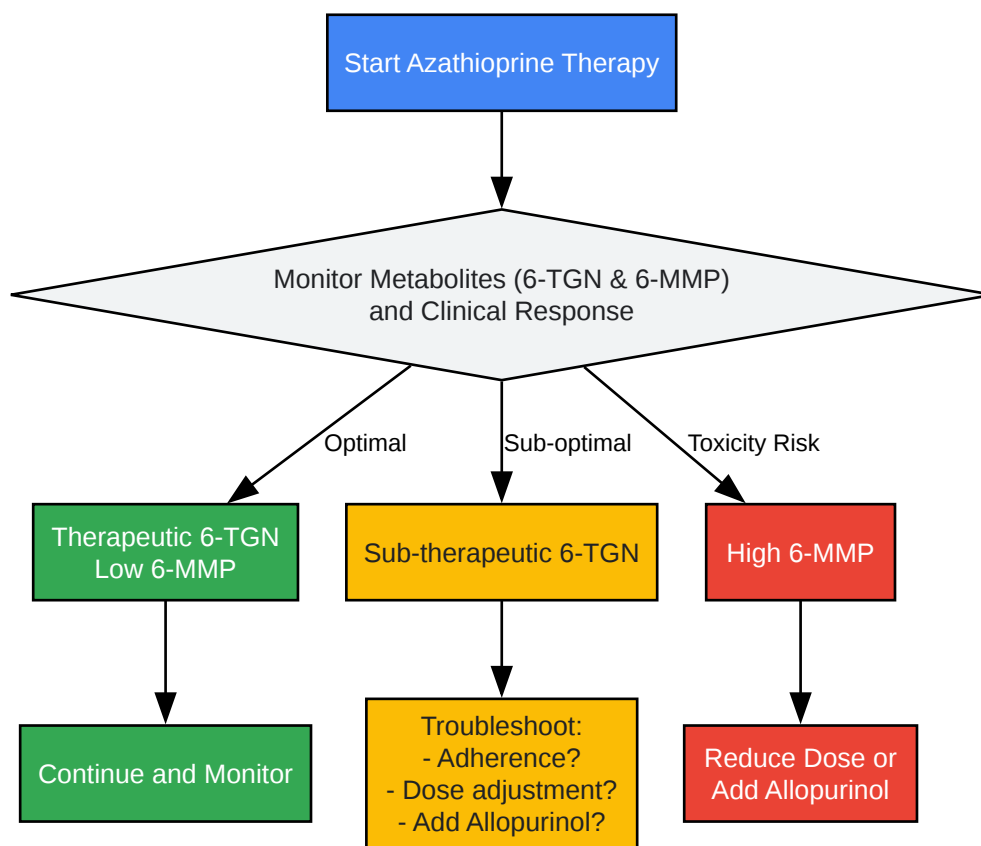 Start Azathioprine Therapy
Monitor Metabolites (6-TGN & 6-MMP)
and Clinical Response
Optimal
Sub-optimal
Toxicity Risk
Therapeutic 6-TGN
Low 6-MMP
Sub-therapeutic 6-TGN
High 6-MMP
Continue and Monitor
Troubleshoot:
- Adherence?
- Dose adjustment?
- Add Allopurinol?
Reduce Dose or
Add Allopurinol